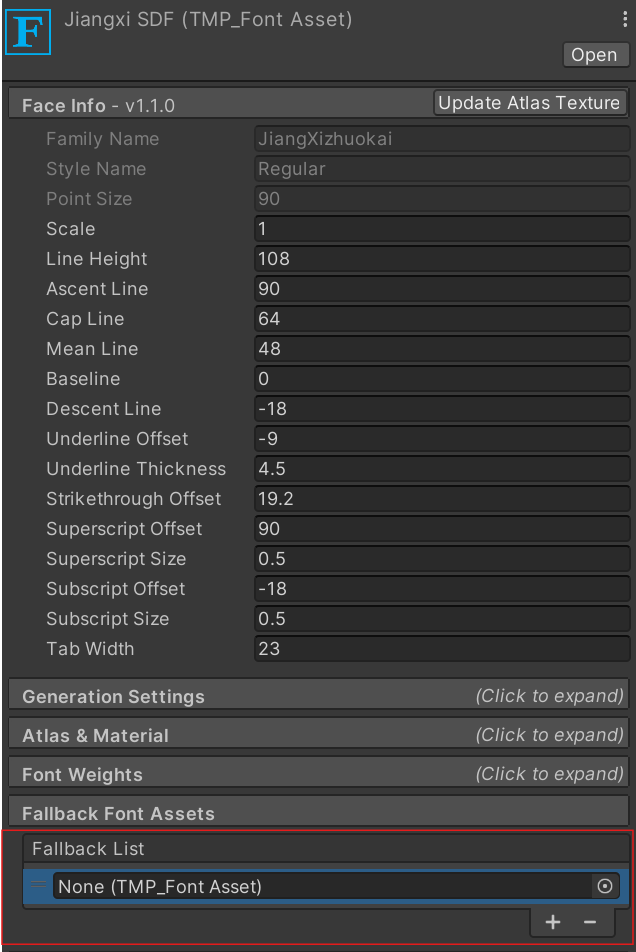 F
Jiangxi SDF (TMP_Font Asset)
Open
Face Info - v1.1.0 Update Atlas Texture
Family Name JiangXizhuokai
Style Name Regular
Point Size 90
Scale 1
Line Height 108
Ascent Line 90
Cap Line 64
Mean Line 48
Baseline 0
Descent Line -18
Underline Offset -9
Underline Thickness 4.5
Strikethrough Offset 19.2
Superscript Offset 90
Superscript Size 0.5
Subscript Offset -18
Subscript Size 0.5
Tab Width 23
Generation Settings (Click to expand)
Atlas & Material (Click to expand)
Font Weights (Click to expand)
Fallback Font Assets
Fallback List
None (TMP_Font Asset)
+ −